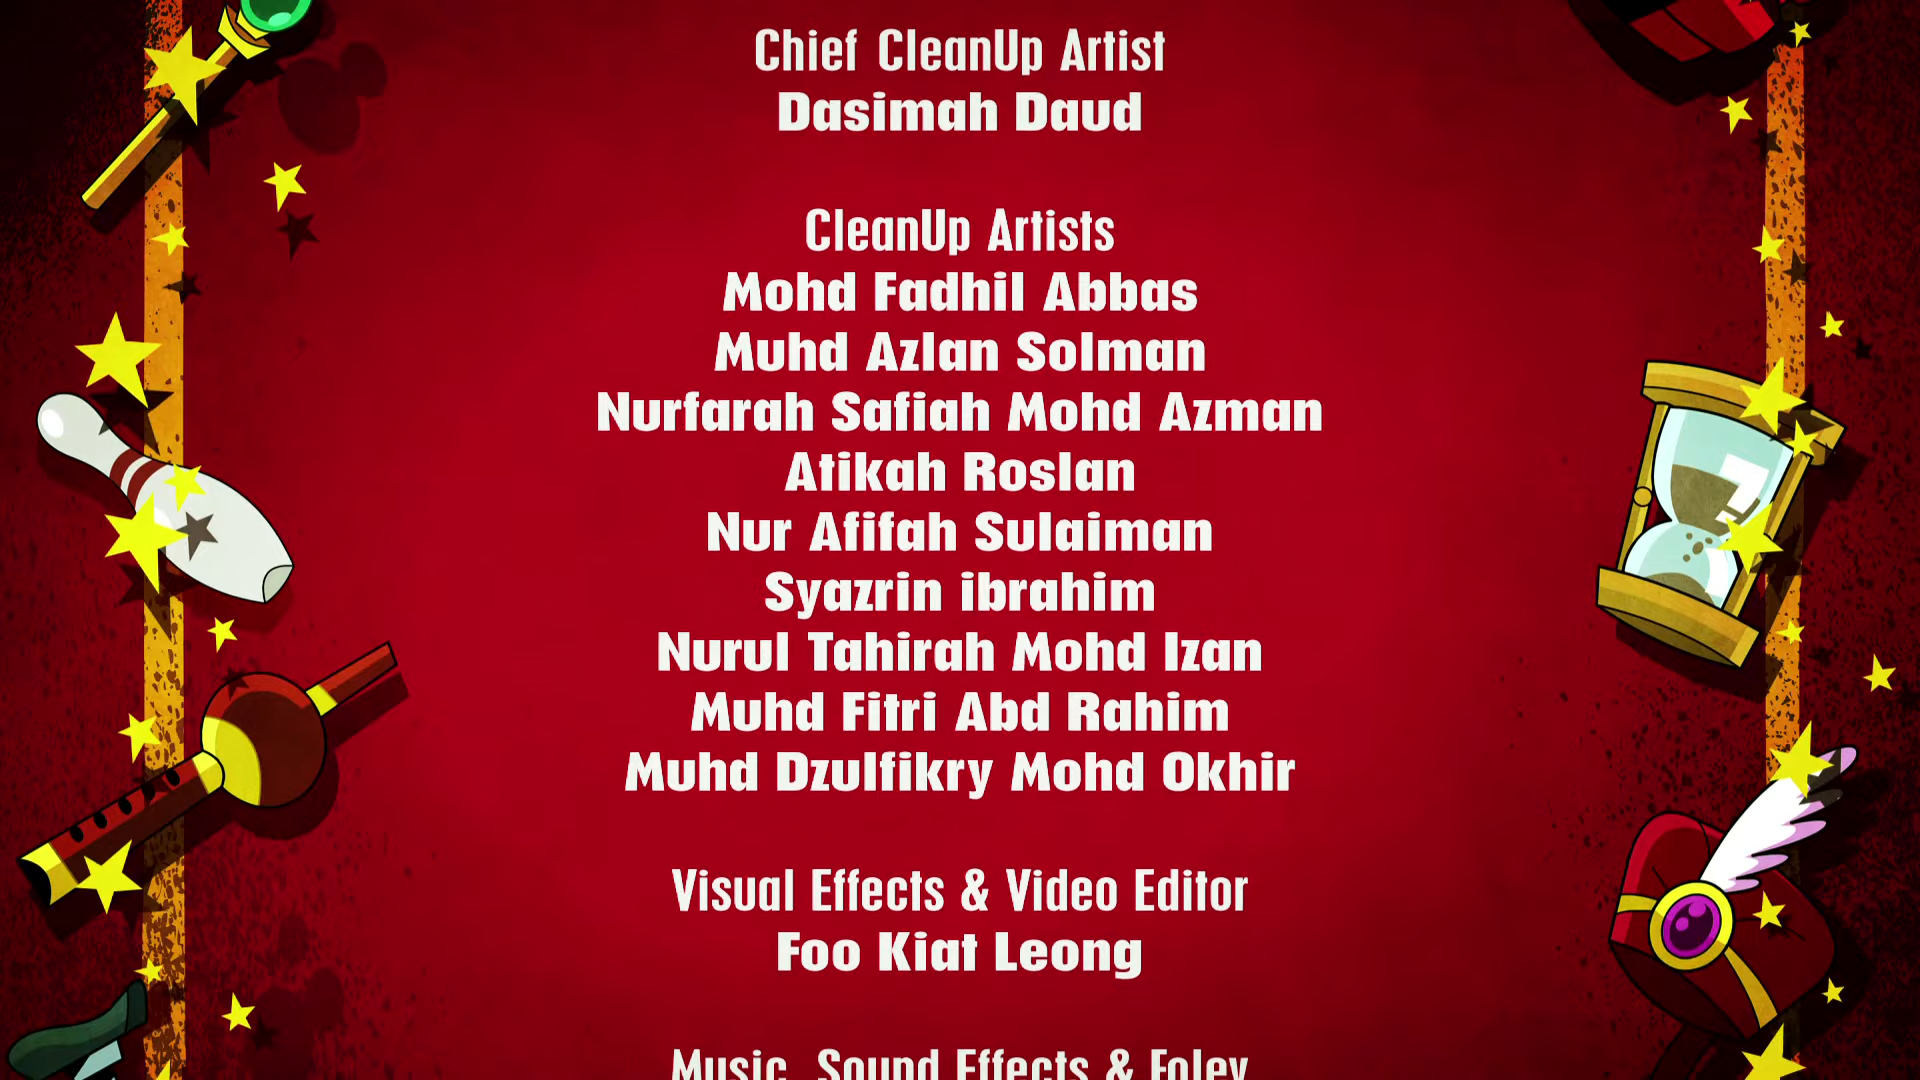 Chief CleanUp Artist
Dasimah Daud
CleanUp Artists
Mohd Fadhil Abbas
Muhd Azlan Solman
Nurfarah Safiah Mohd Azman
Atikah Roslan
Nur Afifah Sulaiman
Syazrin ibrahim
Nurul Tahirah Mohd Izan
Muhd Fitri Abd Rahim
Muhd Dzulfikry Mohd Okhir
Visual Effects & Video Editor
Foo Kiat Leong
Music, Sound Effects & Foley